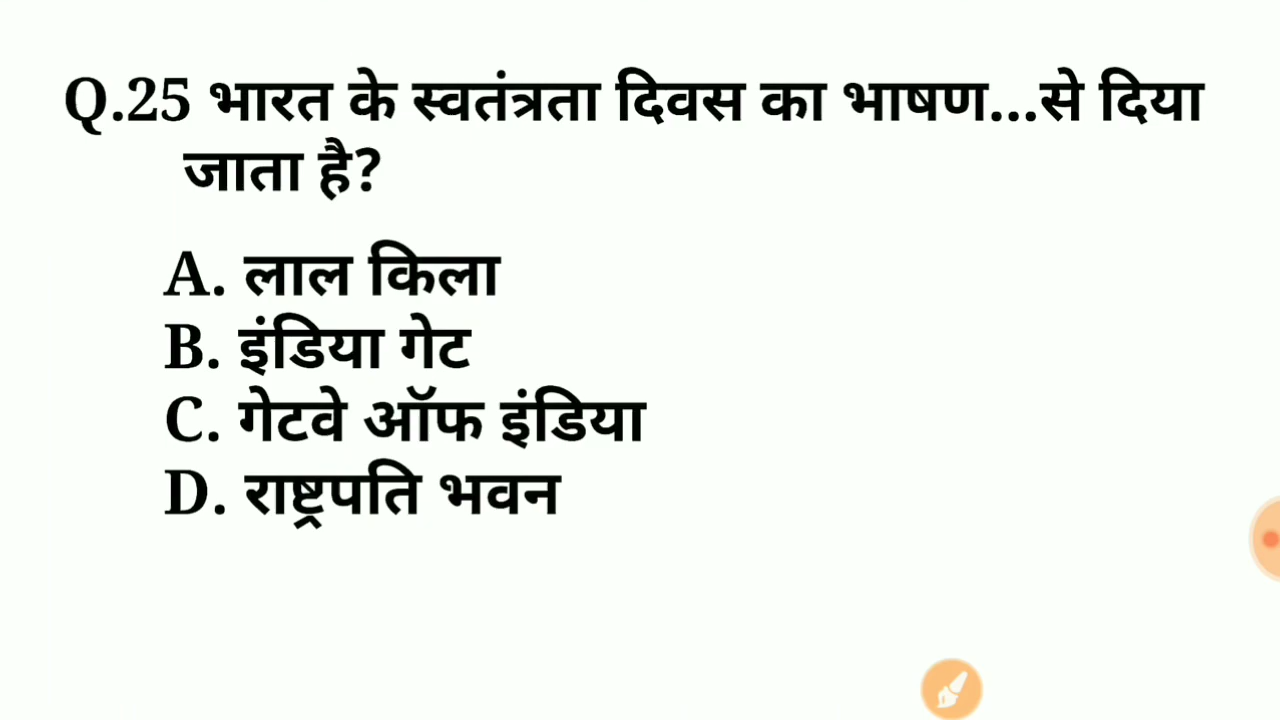 Q.25 भारत के स्वतंत्रता दिवस का भाषण...से दिया
जाता है?
A. लाल किला
B. इंडिया गेट
C. गेटवे ऑफ इंडिया
D. राष्ट्रपति भवन